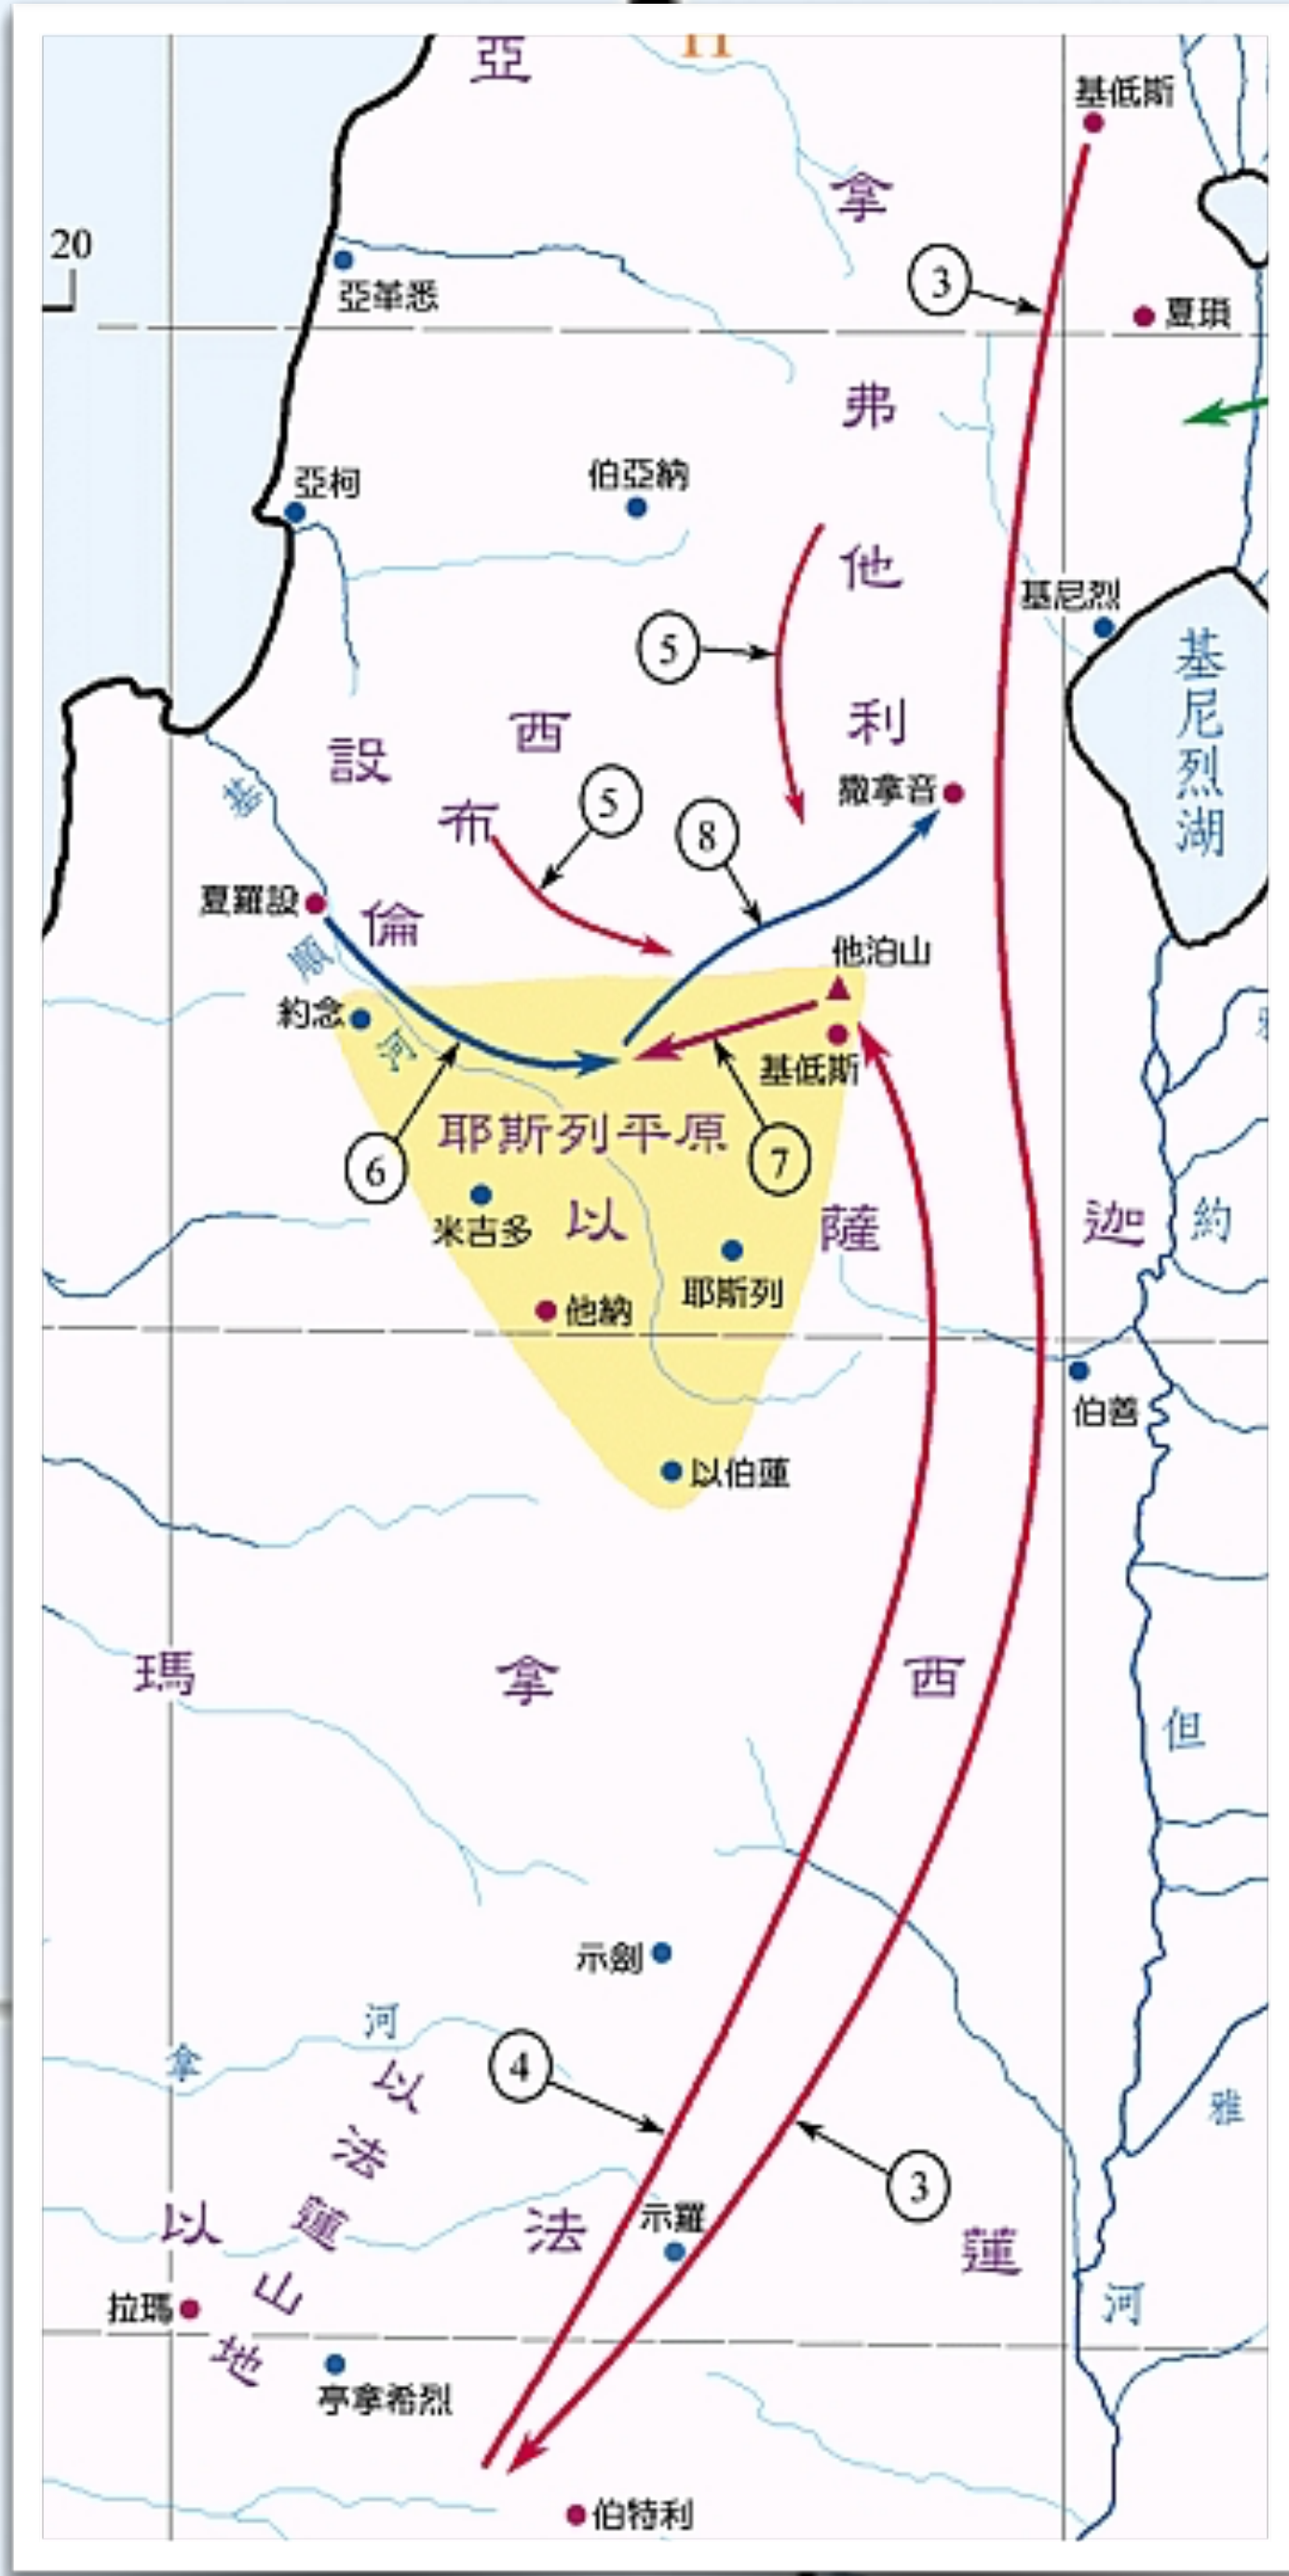 亞
H
基低斯
拿
20
3
亞革悉
夏瑣
弗
亞柯
伯亞納
他
基尼烈
5
基尼烈湖
西
利
設
撒拿音
布
5
8
夏羅設
倫
順
他泊山
約念
河
基低斯
耶斯列平原
6
7
米吉多
以
薩
迦
約
耶斯列
他納
伯善
以伯蓮
瑪
拿
西
但
示劍
河
拿
4
以
法
雅
3
示羅
以
蓮
法
蓮
山
河
拉瑪
地
亭拿希烈
伯特利